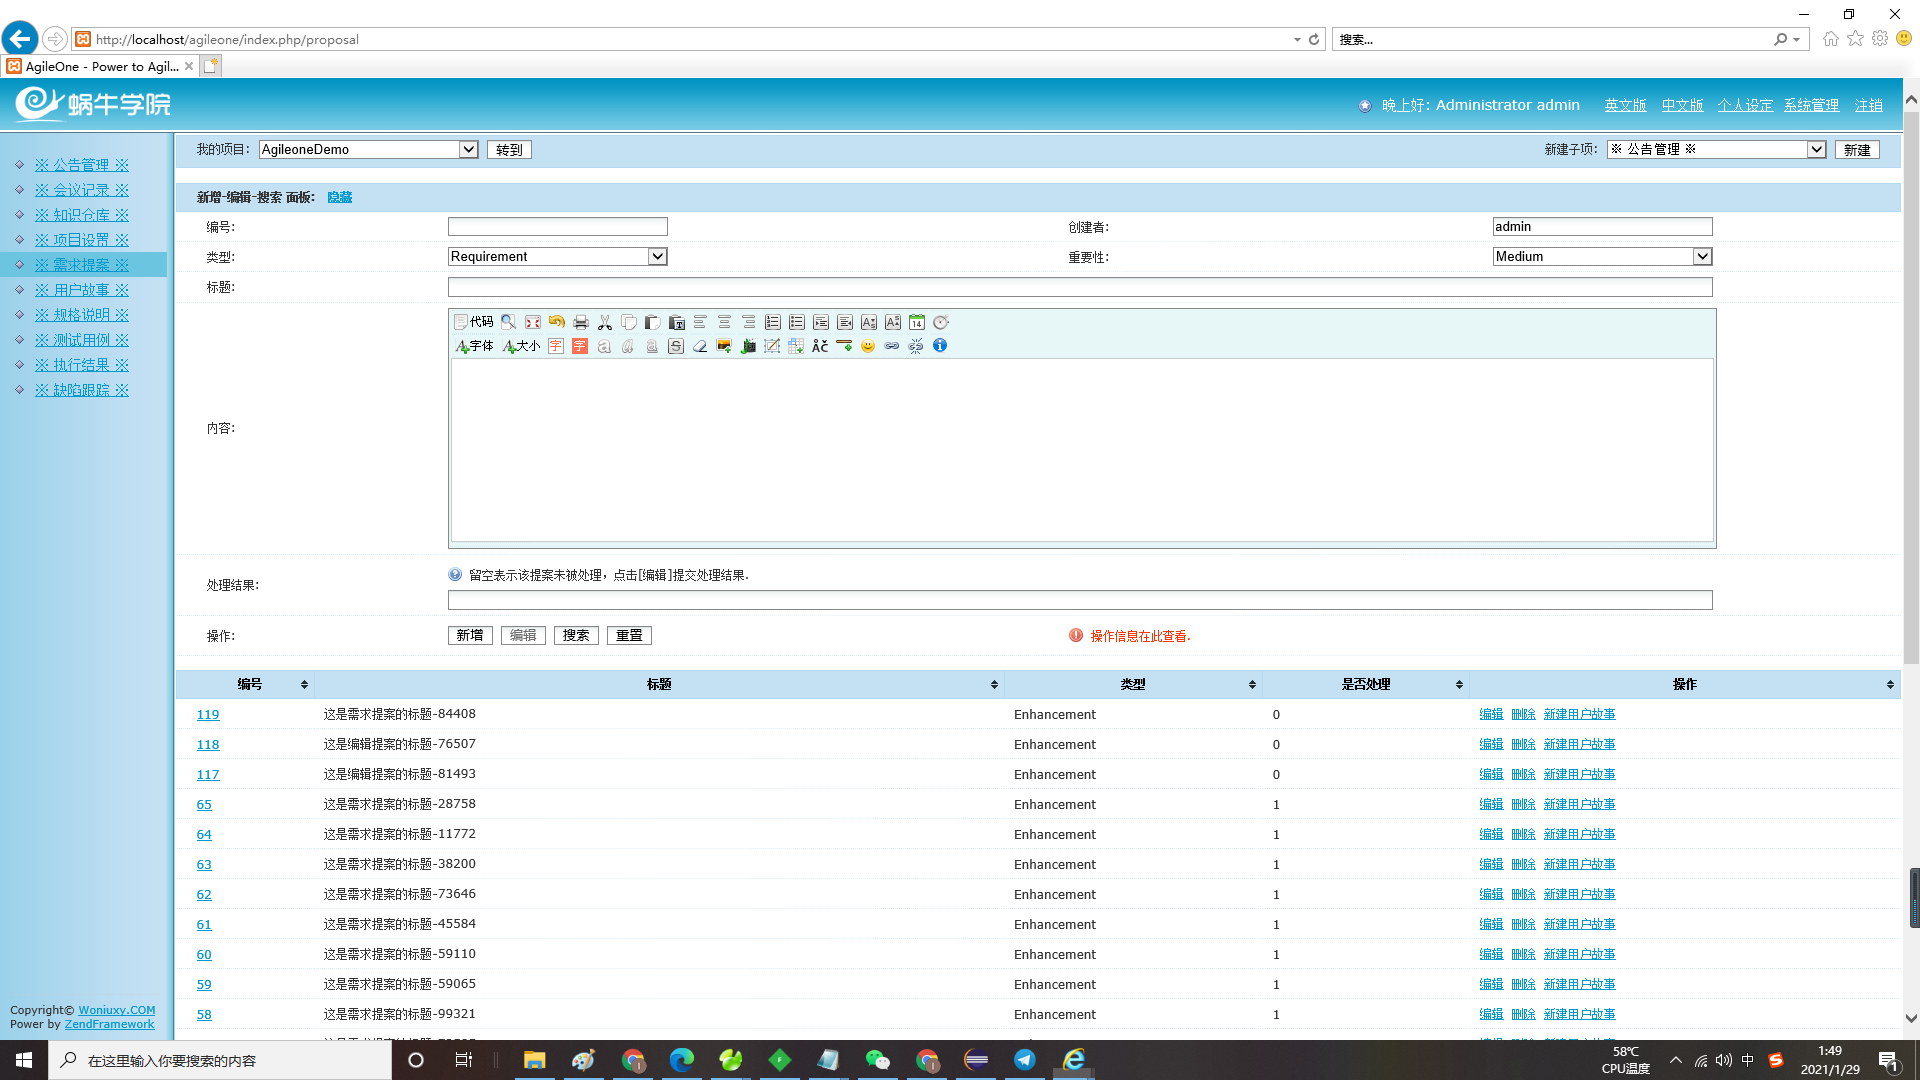 http://localhost/agileone/index.php/proposal
搜索...
AgileOne - Power to Agil...
蜗牛学院
晚上好：Administrator admin 英文版 中文版 个人设定 系统管理 注销
我的项目： AgileoneDemo 转到 新建子项： ※ 公告管理 ※ 新建
※ 公告管理 ※
※ 会议记录 ※
※ 知识仓库 ※
※ 项目设置 ※
※ 需求提案 ※
※ 用户故事 ※
※ 规格说明 ※
※ 测试用例 ※
※ 执行结果 ※
※ 缺陷跟踪 ※
新增-编辑-搜索 面板： 隐藏
编号： 创建者： admin
类型： Requirement 重要性： Medium
标题：
代码 14
字体 大小 字 字
内容：
处理结果： 留空表示该提案未被处理，点击[编辑]提交处理结果.
操作： 新增 编辑 搜索 重置 操作信息在此查看.
编号 标题 类型 是否处理 操作
119 这是需求提案的标题-84408 Enhancement 0 编辑 删除 新建用户故事
118 这是编辑提案的标题-76507 Enhancement 0 编辑 删除 新建用户故事
117 这是编辑提案的标题-81493 Enhancement 0 编辑 删除 新建用户故事
65 这是需求提案的标题-28758 Enhancement 1 编辑 删除 新建用户故事
64 这是需求提案的标题-11772 Enhancement 1 编辑 删除 新建用户故事
63 这是需求提案的标题-38200 Enhancement 1 编辑 删除 新建用户故事
62 这是需求提案的标题-73646 Enhancement 1 编辑 删除 新建用户故事
61 这是需求提案的标题-45584 Enhancement 1 编辑 删除 新建用户故事
60 这是需求提案的标题-59110 Enhancement 1 编辑 删除 新建用户故事
59 这是需求提案的标题-59065 Enhancement 1 编辑 删除 新建用户故事
58 这是需求提案的标题-99321 Enhancement 1 编辑 删除 新建用户故事
Copyright© Woniuxy.COM
Power by ZendFramework
在这里输入你要搜索的内容
58℃
CPU温度
中
1:49
2021/1/29
1